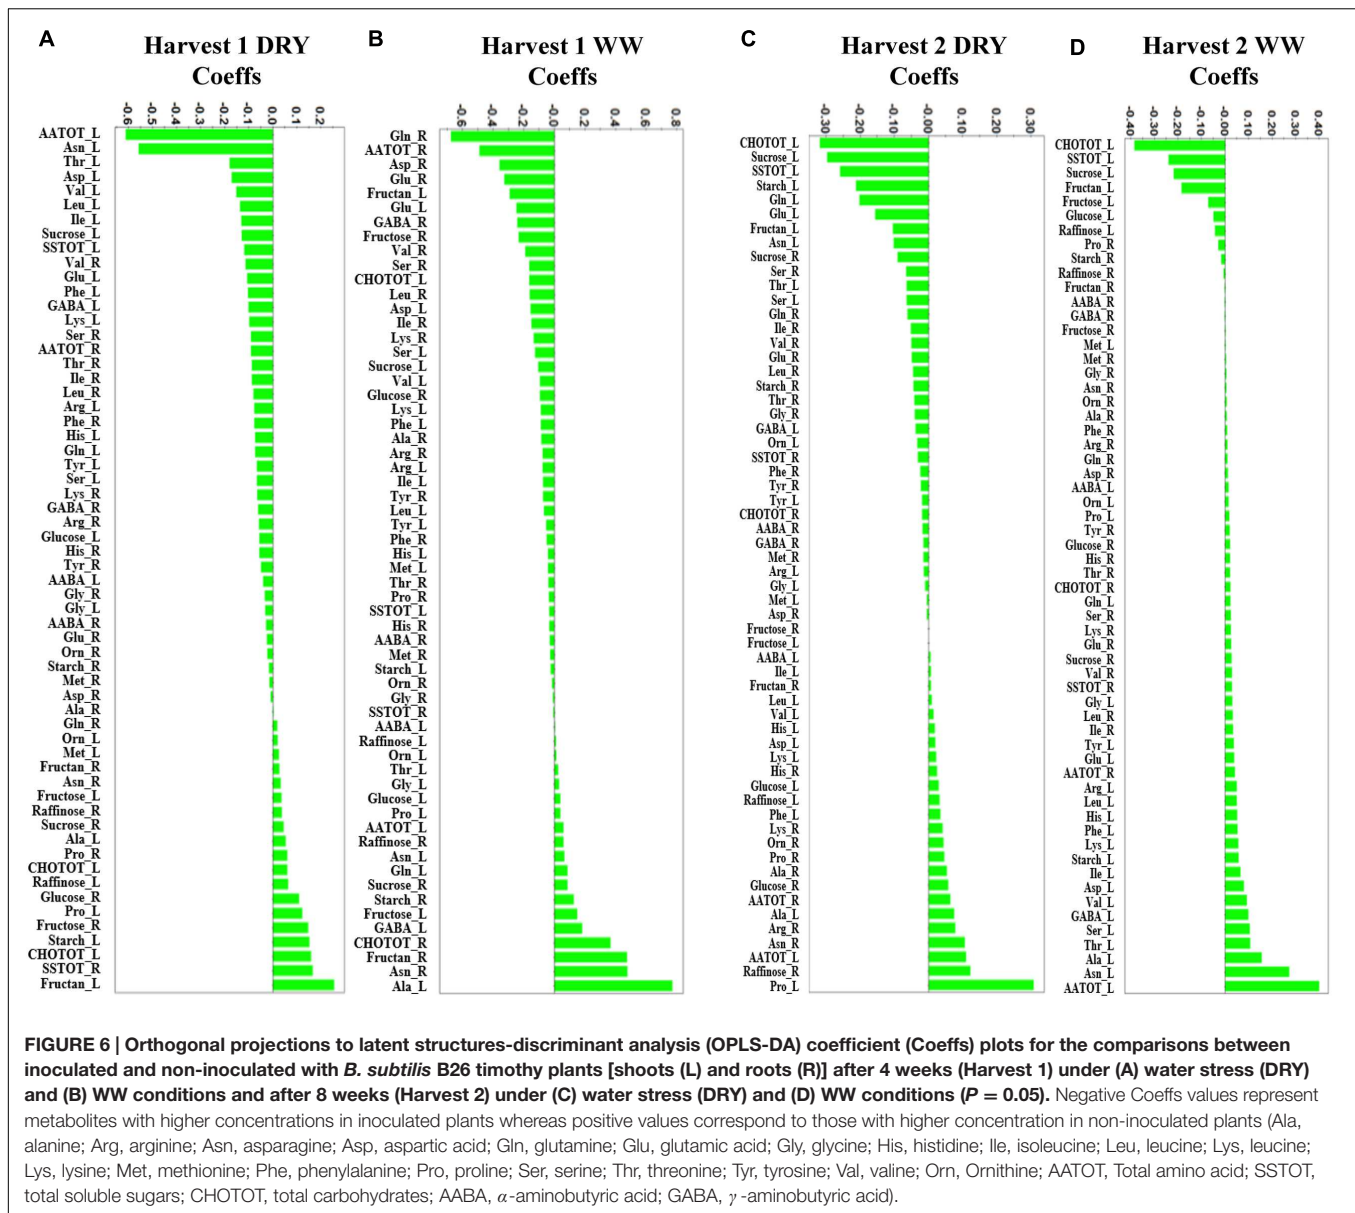 A
Harvest 1 DRY
Coeffs
-0.6
-0.5
-0.4
-0.3
-0.2
-0.1
0.0
0.1
0.2
AATOT_L
Asn_L
Thr_L
Asp_L
Val_L
Leu_L
Ile_L
Sucrose_L
SSTOT_L
Val_R
Glu_L
Phe_L
GABA_L
Lys_L
Ser_R
AATOT_R
Thr_R
Ile_R
Leu_R
Arg_L
Phe_R
His_L
Gln_L
Tyr_L
Ser_L
Lys_R
GABA_R
Arg_R
Glucose_L
His_R
Tyr_R
AABA_L
Gly_R
Gly_L
AABA_R
Glu_R
Orn_R
Starch_R
Met_R
Asp_R
Ala_R
Gln_R
Orn_L
Met_L
Fructan_R
Asn_R
Fructose_L
Raffinose_R
Sucrose_R
Ala_L
Pro_R
CHOTOT_L
Raffinose_L
Glucose_R
Pro_L
Fructose_R
Starch_L
CHOTOT_L
SSTOT_R
Fructan_L
B
Harvest 1 WW
Coeffs
-0.6
-0.4
-0.2
-0.0
0.2
0.4
0.6
0.8
Gln_R
AATOT_R
Asp_R
Glu_R
Fructan_L
Glu_L
GABA_R
Fructose_R
Val_R
Ser_R
CHOTOT_L
Leu_R
Asp_L
Ile_R
Lys_R
Ser_L
Sucrose_L
Val_L
Glucose_R
Lys_L
Phe_L
Ala_R
Arg_R
Arg_L
Ile_L
Tyr_R
Leu_L
Tyr_L
Phe_R
His_L
Met_L
Thr_R
Pro_R
SSTOT_L
His_R
AABA_R
Met_R
Starch_L
Orn_R
Gly_R
SSTOT_R
AABA_L
Raffinose_L
Orn_L
Thr_L
Gly_L
Glucose_L
Pro_L
AATOT_L
Raffinose_R
Asn_L
Gln_L
Sucrose_R
Starch_R
Fructose_L
GABA_L
CHOTOT_R
Fructan_R
Asn_R
Ala_L
C
Harvest 2 DRY
Coeffs
-0.30
-0.20
-0.10
-0.00
0.10
0.20
0.30
CHOTOT_L
Sucrose_L
SSTOT_L
Starch_L
Gln_L
Glu_L
Fructan_L
Asn_L
Sucrose_R
Ser_R
Thr_L
Ser_L
Gln_R
Ile_R
Val_R
Glu_R
Leu_R
Starch_R
Thr_R
Gly_R
GABA_L
Orn_L
SSTOT_R
Phe_R
Tyr_R
Tyr_L
CHOTOT_R
AABA_R
GABA_R
Met_R
Arg_L
Gly_L
Met_L
Asp_R
Fructose_R
Fructose_L
AABA_L
Ile_L
Fructan_R
Leu_L
Val_L
His_L
Asp_L
Lys_L
His_R
Glucose_L
Raffinose_L
Phe_L
Lys_R
Orn_R
Pro_R
Ala_R
Glucose_R
AATOT_R
Ala_L
Arg_R
Asn_R
AATOT_L
Raffinose_R
Pro_L
D
Harvest 2 WW
Coeffs
-0.40
-0.30
-0.20
-0.10
-0.00
0.10
0.20
0.30
0.40
CHOTOT_L
SSTOT_L
Sucrose_L
Fructan_L
Fructose_L
Glucose_L
Raffinose_L
Pro_R
Starch_R
Raffinose_R
Fructan_R
AABA_R
GABA_R
Fructose_R
Met_L
Met_R
Gly_R
Asn_R
Orn_R
Ala_R
Phe_R
Arg_R
Gln_R
Asp_R
AABA_L
Orn_L
Pro_L
Tyr_R
Glucose_R
His_R
Thr_R
CHOTOT_R
Gln_L
Ser_R
Lys_R
Glu_R
Sucrose_R
Val_R
SSTOT_R
Gly_L
Leu_R
Ile_R
Tyr_L
Glu_L
AATOT_R
Arg_L
Leu_L
His_L
Phe_L
Lys_L
Starch_L
Ile_L
Asp_L
Val_L
GABA_L
Ser_L
Thr_L
Ala_L
Asn_L
AATOT_L
FIGURE 6 | Orthogonal projections to latent structures-discriminant analysis (OPLS-DA) coefficient (Coeffs) plots for the comparisons between
inoculated and non-inoculated with B. subtilis B26 timothy plants [shoots (L) and roots (R)] after 4 weeks (Harvest 1) under (A) water stress (DRY)
and (B) WW conditions and after 8 weeks (Harvest 2) under (C) water stress (DRY) and (D) WW conditions (P = 0.05). Negative Coeffs values represent
metabolites with higher concentrations in inoculated plants whereas positive values correspond to those with higher concentration in non-inoculated plants (Ala,
alanine; Arg, arginine; Asn, asparagine; Asp, aspartic acid; Gln, glutamine; Glu, glutamic acid; Gly, glycine; His, histidine; Ile, isoleucine; Leu, leucine; Lys, leucine;
Lys, lysine; Met, methionine; Phe, phenylalanine; Pro, proline; Ser, serine; Thr, threonine; Tyr, tyrosine; Val, valine; Orn, Ornithine; AATOT, Total amino acid; SSTOT,
total soluble sugars; CHOTOT, total carbohydrates; AABA, α-aminobutyric acid; GABA, γ-aminobutyric acid).